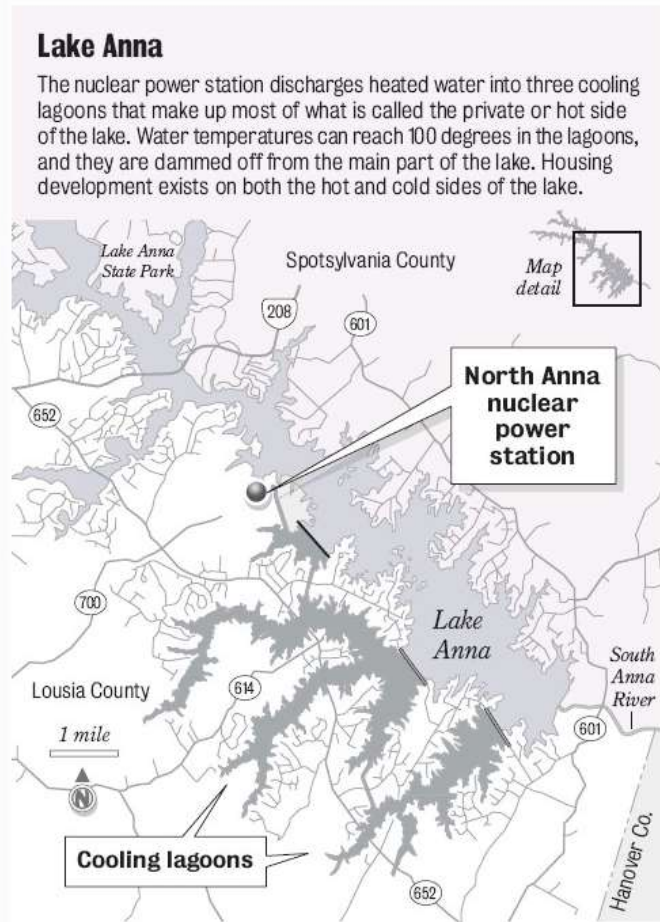 Lake Anna
The nuclear power station discharges heated water into three cooling
lagoons that make up most of what is called the private or hot side
of the lake. Water temperatures can reach 100 degrees in the lagoons,
and they are dammed off from the main part of the lake. Housing
development exists on both the hot and cold sides of the lake.
Lake Anna
State Park
Spotsylvania County
Map
detail
208
601
North Anna
nuclear
power
station
652
700
Lake
Anna
South
Anna
River
Lousia County
614
601
1 mile
N
Cooling lagoons
652
Hanover Co.